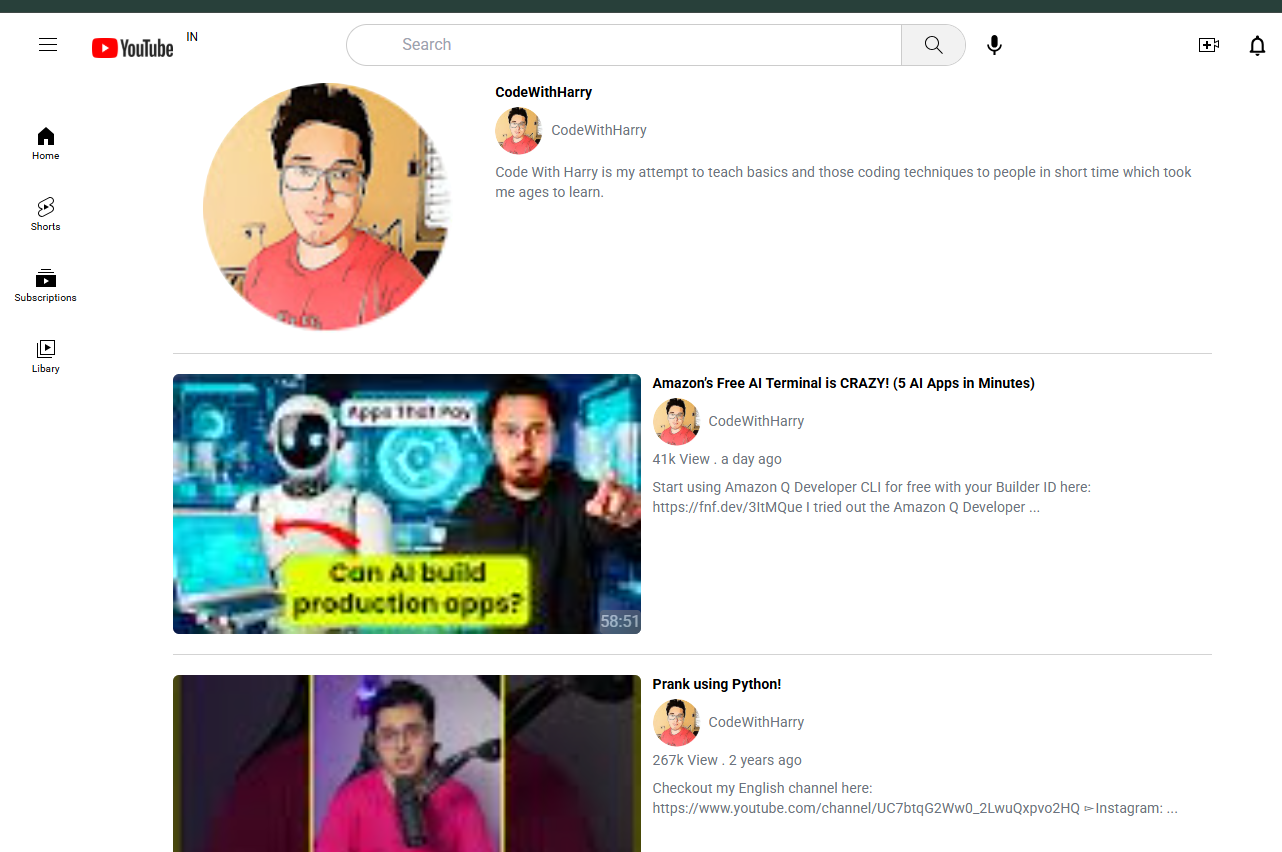 YouTube IN
Search
Home
Shorts
Subscriptions
Libary
CodeWithHarry
CodeWithHarry
Code With Harry is my attempt to teach basics and those coding techniques to people in short time which took
me ages to learn.
Apps That Pay
Can AI build
production apps?
58:51
Amazon’s Free AI Terminal is CRAZY! (5 AI Apps in Minutes)
CodeWithHarry
41k View . a day ago
Start using Amazon Q Developer CLI for free with your Builder ID here:
https://fnf.dev/3ItMQue I tried out the Amazon Q Developer ...
Prank using Python!
CodeWithHarry
267k View . 2 years ago
Checkout my English channel here:
https://www.youtube.com/channel/UC7btqG2Ww0_2LwuQxpvo2HQ ▻Instagram: ...